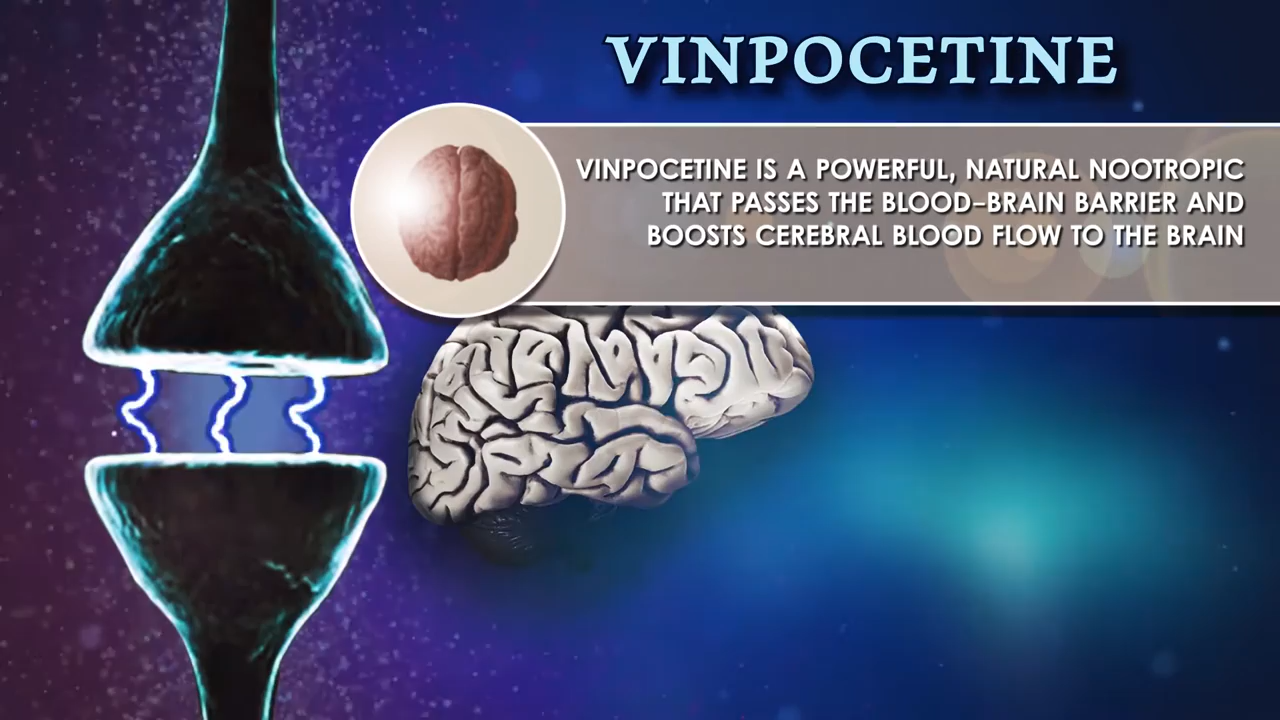 VINPOCETINE
VINPOCETINE IS A POWERFUL, NATURAL NOOTROPIC
THAT PASSES THE BLOOD-BRAIN BARRIER AND
BOOSTS CEREBRAL BLOOD FLOW TO THE BRAIN